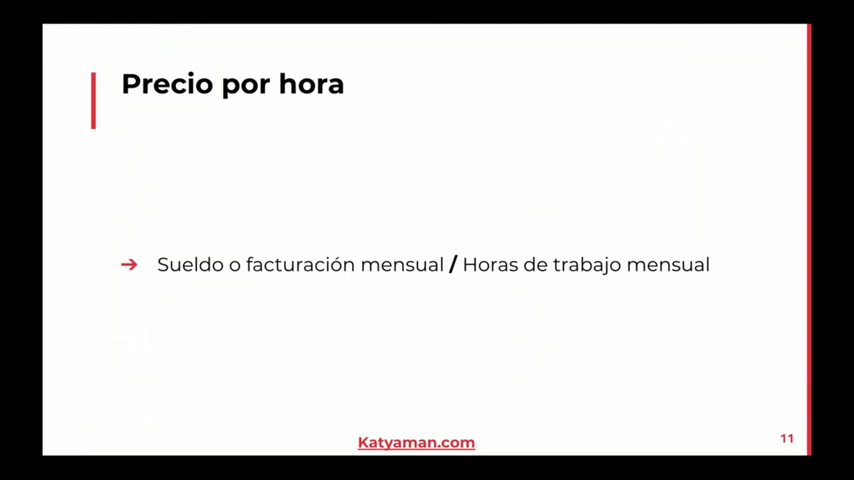 Precio por hora
➔ Sueldo o facturación mensual / Horas de trabajo mensual
Katyaman.com
11